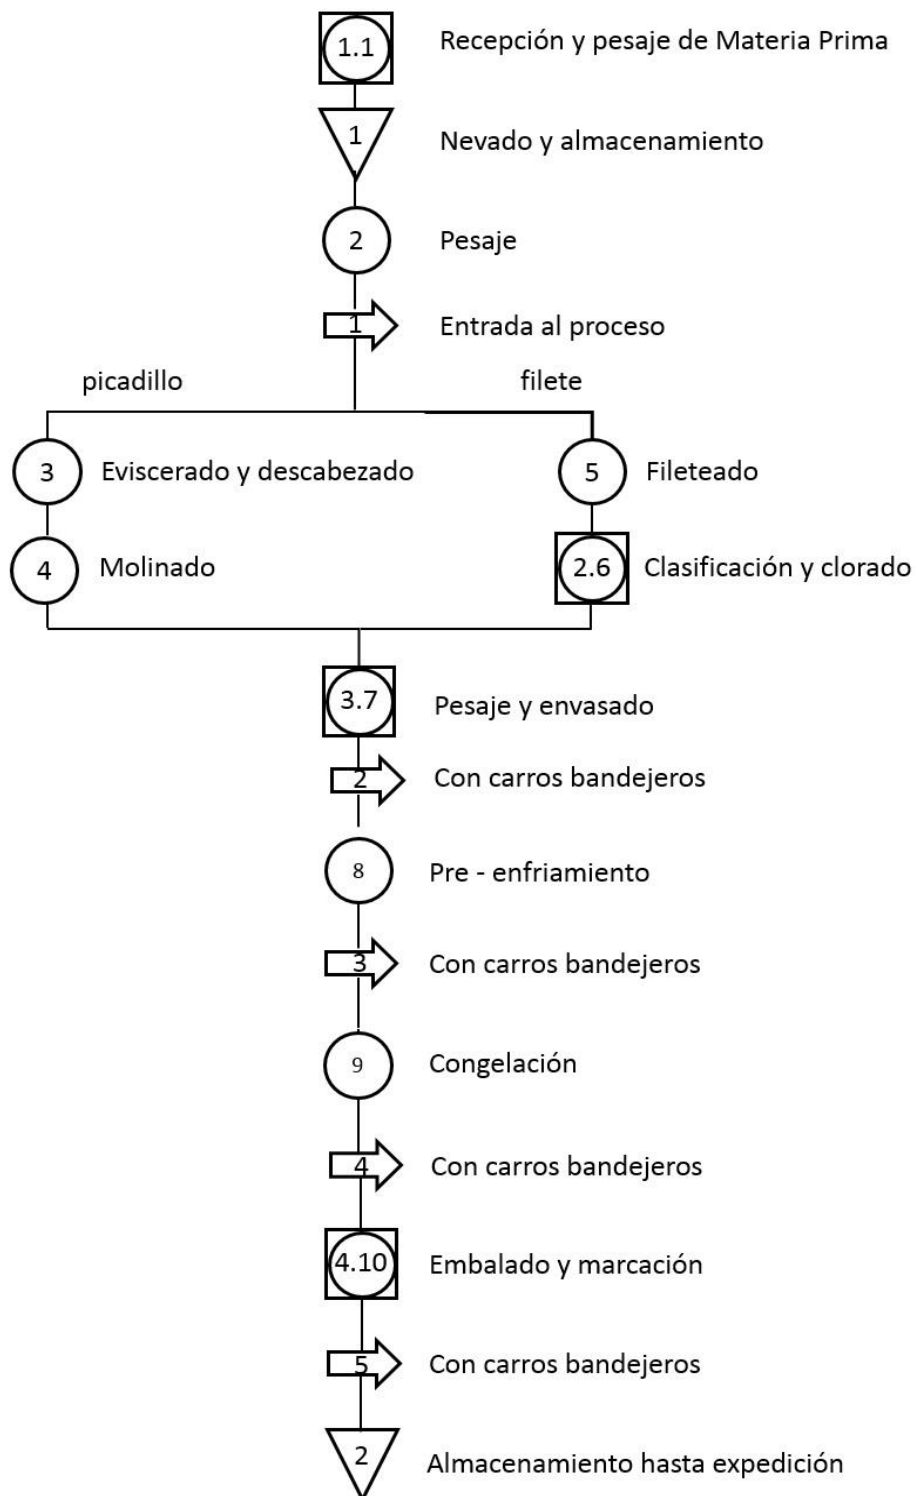 1.1 Recepción y pesaje de Materia Prima
1 Nevado y almacenamiento
2 Pesaje
1 Entrada al proceso
picadillo filete
3 Eviscerado y descabezado 5 Fileteado
4 Molinado 2.6 Clasificación y clorado
3.7 Pesaje y envasado
2 Con carros bandejeros
8 Pre - enfriamiento
3 Con carros bandejeros
9 Congelación
4 Con carros bandejeros
4.10 Embalado y marcación
5 Con carros bandejeros
2 Almacenamiento hasta expedición